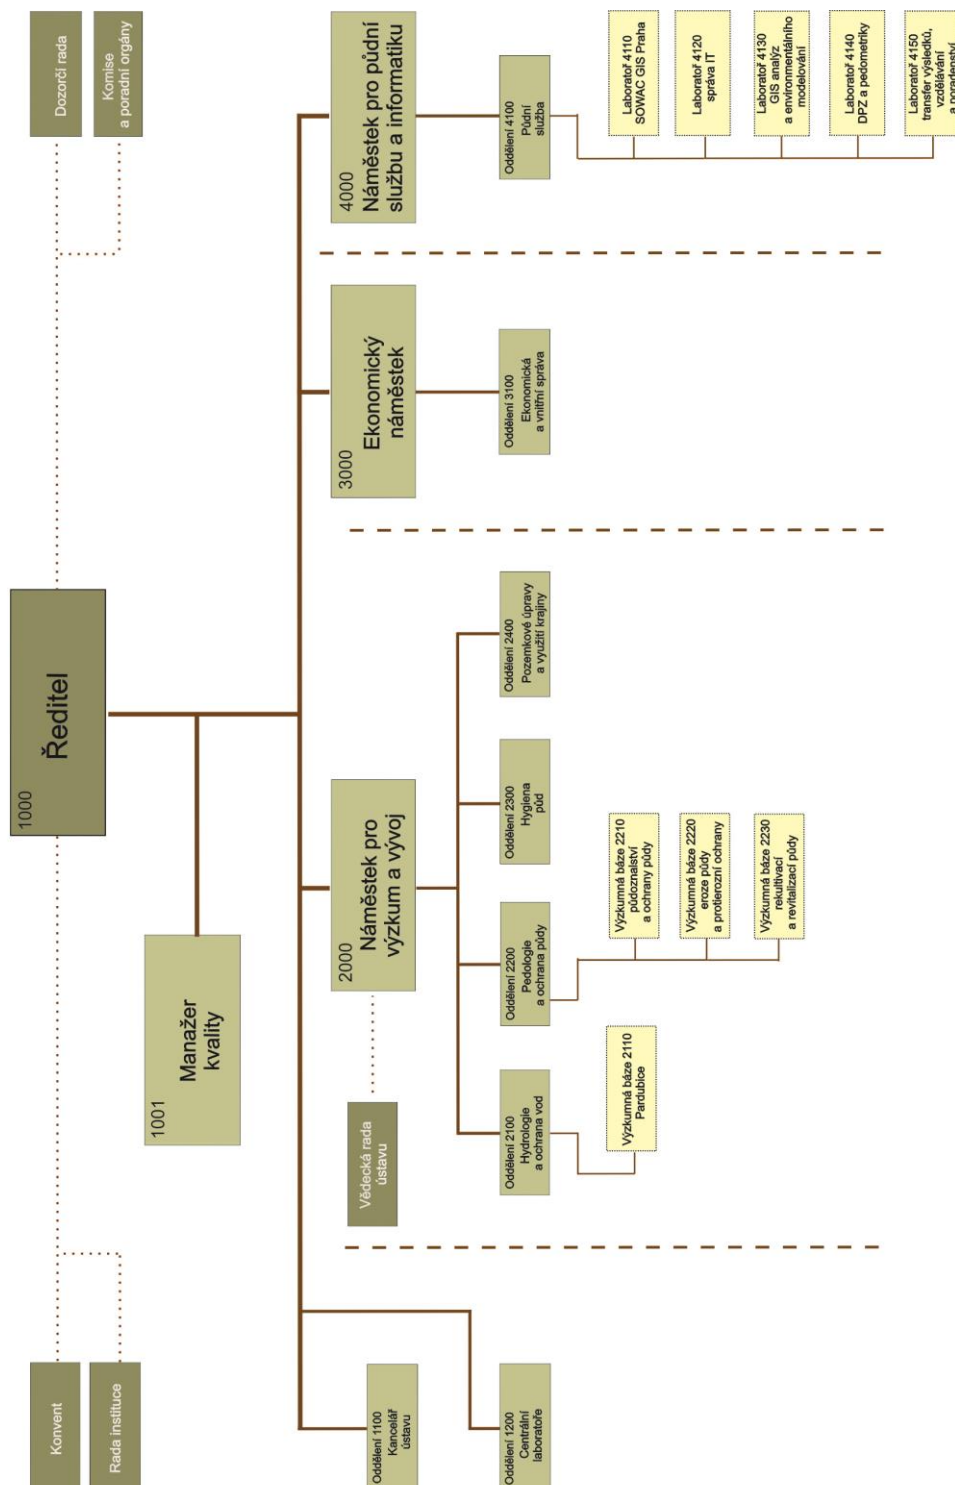 Konvent
Rada instituce
1000
Ředitel
Dozorčí rada
Komise
a poradní orgány
1001
Manažer
kvality
Oddělení 1100
Kancelář
ústavu
Oddělení 1200
Centrální
laboratoře
Vědecká rada
ústavu
2000
Náměstek pro
výzkum a vývoj
3000
Ekonomický
náměstek
4000
Náměstek pro půdní
službu a informatiku
Oddělení 2100
Hydrologie
a ochrana vod
Oddělení 2200
Pedologie
a ochrana půdy
Oddělení 2300
Hygiena
půd
Oddělení 2400
Pozemkové úpravy
a využití krajiny
Oddělení 3100
Ekonomická
a vnitřní správa
Oddělení 4100
Půdní
služba
Výzkumná báze 2110
Pardubice
Výzkumná báze 2210
půdoznalství
a ochrany půdy
Výzkumná báze 2220
eroze půdy
a protierozní ochrany
Výzkumná báze 2230
rekultivací
a revitalizací půdy
Laboratoř 4110
SOWAC GIS Praha
Laboratoř 4120
správa IT
Laboratoř 4130
GIS analýz
a environmentálního
modelování
Laboratoř 4140
DPZ a pedometriky
Laboratoř 4150
transfer výsledků,
vzdělávání
a poradenství